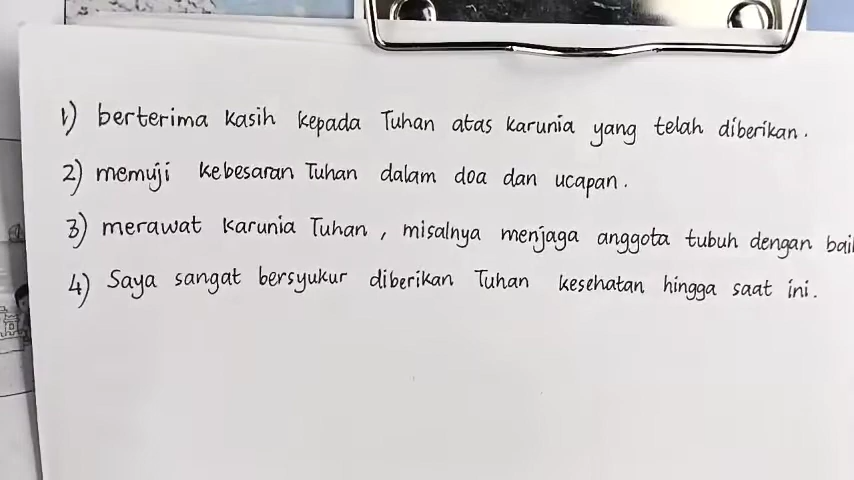 1) berterima kasih kepada Tuhan atas karunia yang telah diberikan.
2) memuji kebesaran Tuhan dalam doa dan ucapan.
3) merawat karunia Tuhan, misalnya menjaga anggota tubuh dengan bai
4) Saya sangat bersyukur diberikan Tuhan kesehatan hingga saat ini.